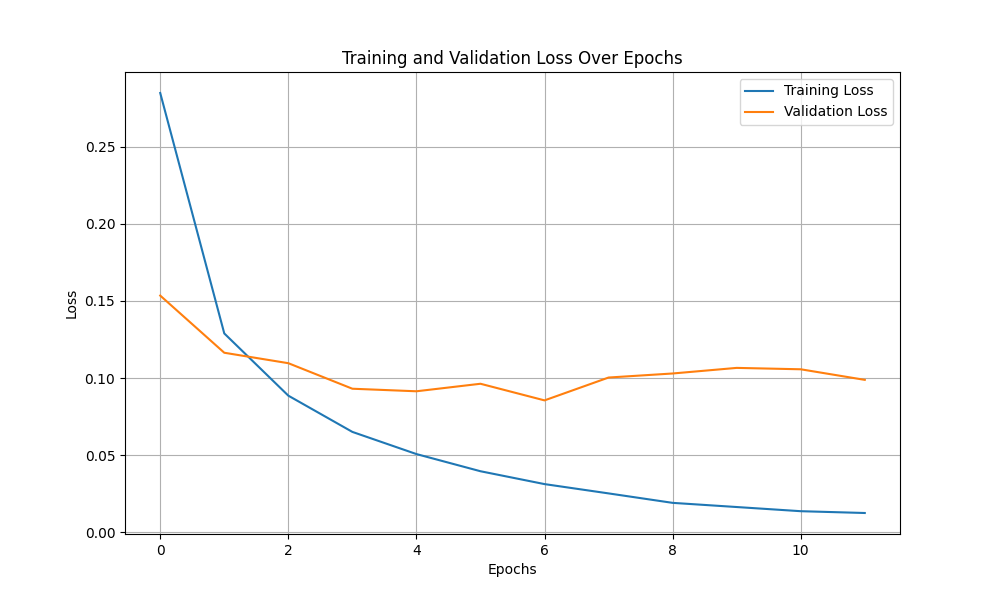 Training and Validation Loss Over Epochs
Training Loss
Validation Loss
0.25
0.20
0.15
0.10
0.05
0.00
Loss
0 2 4 6 8 10
Epochs